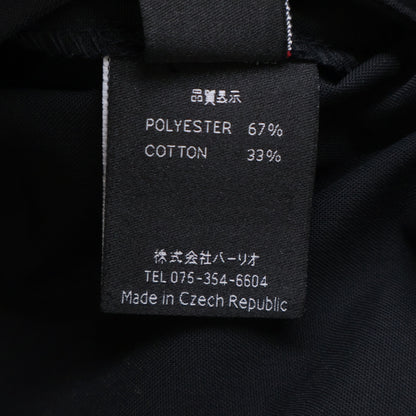 品質表示
POLYESTER 67%
COTTON 33%
株式会社バーリオ
TEL 075-354-6604
Made in Czech Republic